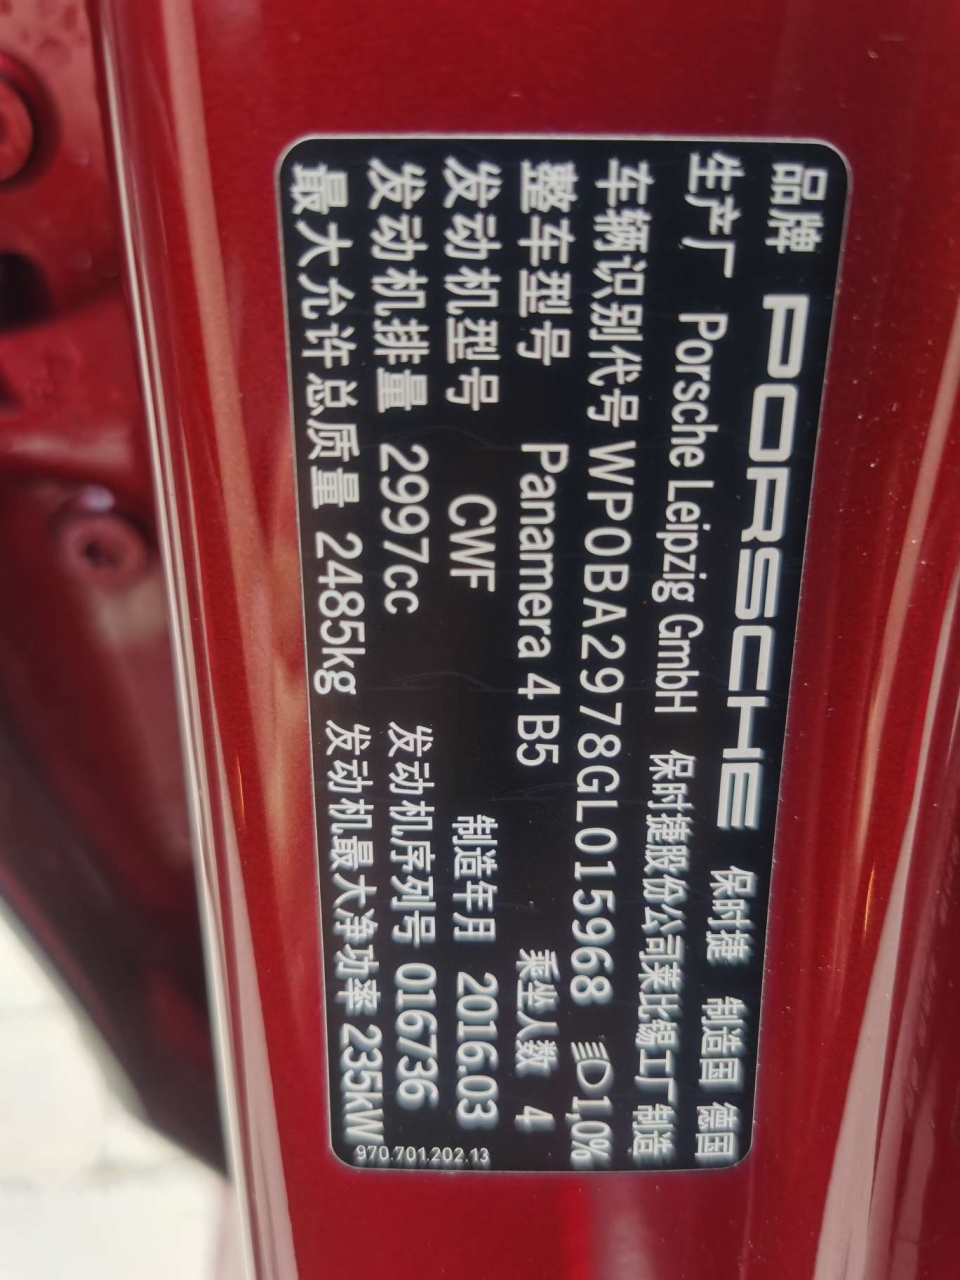 品牌 PORSCHE 保时捷 制造国 德国
生产厂 Porsche Leipzig GmbH 保时捷股份公司莱比锡工厂制造
车辆识别代号 WP0BA2978GL015968 1,0%
整车型号 Panamera 4 B5 乘坐人数 4
发动机型号 CWF 制造年月 2016.03
发动机排量 2997cc 发动机序列号 016736
最大允许总质量 2485kg 发动机最大净功率 235kW
970.701.202.13